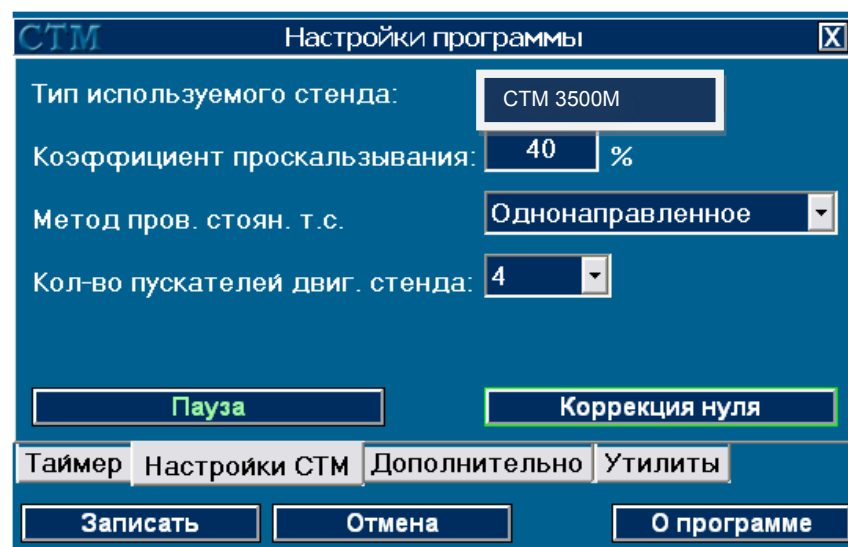 СТМ Настройки программы X
Тип используемого стенда: СТМ 3500М
Коэффициент проскальзывания: 40 %
Метод пров. стоян. т.с. Однонаправленное
Кол-во пускателей двиг. стенда: 4
Пауза Коррекция нуля
Таймер Настройки СТМ Дополнительно Утилиты
Записать Отмена О программе